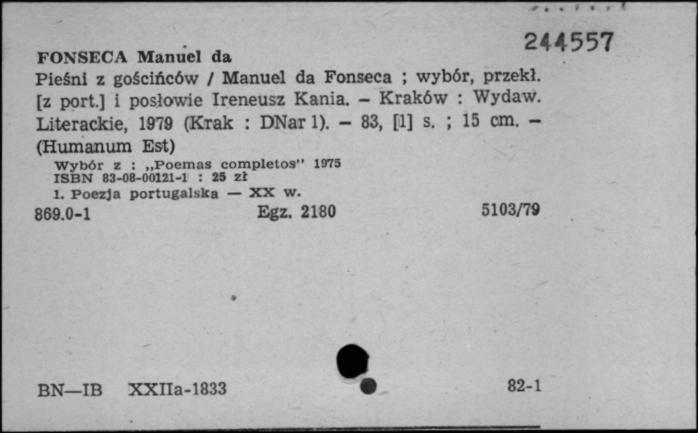 244557
FONSECA Manuel da
Pieśni z gościńców / Manuel da Fonseca ; wybór, przekł.
[z port.] i posłowie Ireneusz Kania. – Kraków : Wydaw.
Literackie, 1979 (Krak : DNar 1). – 83, [1] s. ; 15 cm. –
(Humanum Est)
Wybór z : „Poemas completos" 1975
ISBN 83-08-00121-1 : 25 zł
1. Poezja portugalska — XX w.
869.0-1 Egz. 2180 5103/79
BN—IB XXIIa-1833 82-1